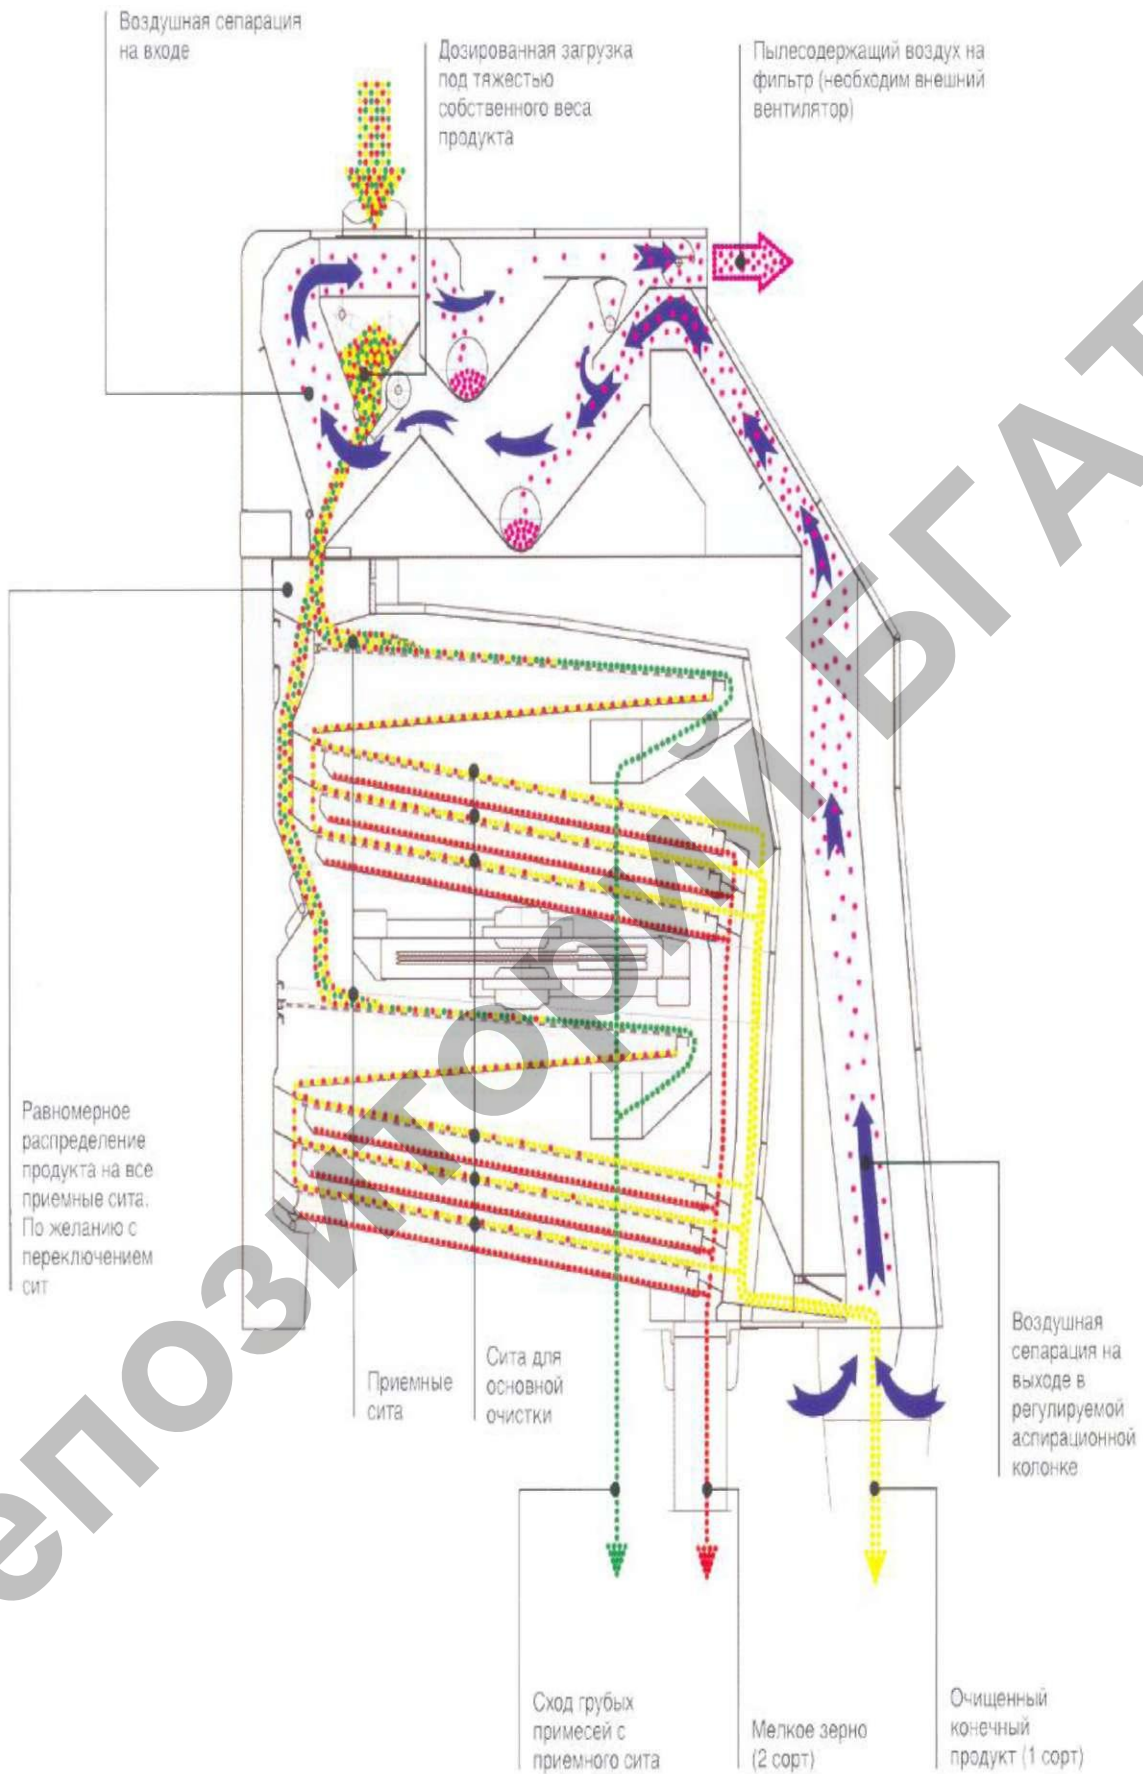 Воздушная сепарация
на входе
Дозированная загрузка
под тяжестью
собственного веса
продукта
Пылесодержащий воздух на
фильтр (необходим внешний
вентилятор)
Равномерное
распределение
продукта на все
приемные сита.
По желанию с
переключением
сит
Приемные
сита
Сита для
основной
очистки
Воздушная
сепарация на
выходе в
регулируемой
аспирационной
колонке
Сход грубых
примесей с
приемного сита
Мелкое зерно
(2 сорт)
Очищенный
конечный
продукт (1 сорт)
епозиторий БГАТ